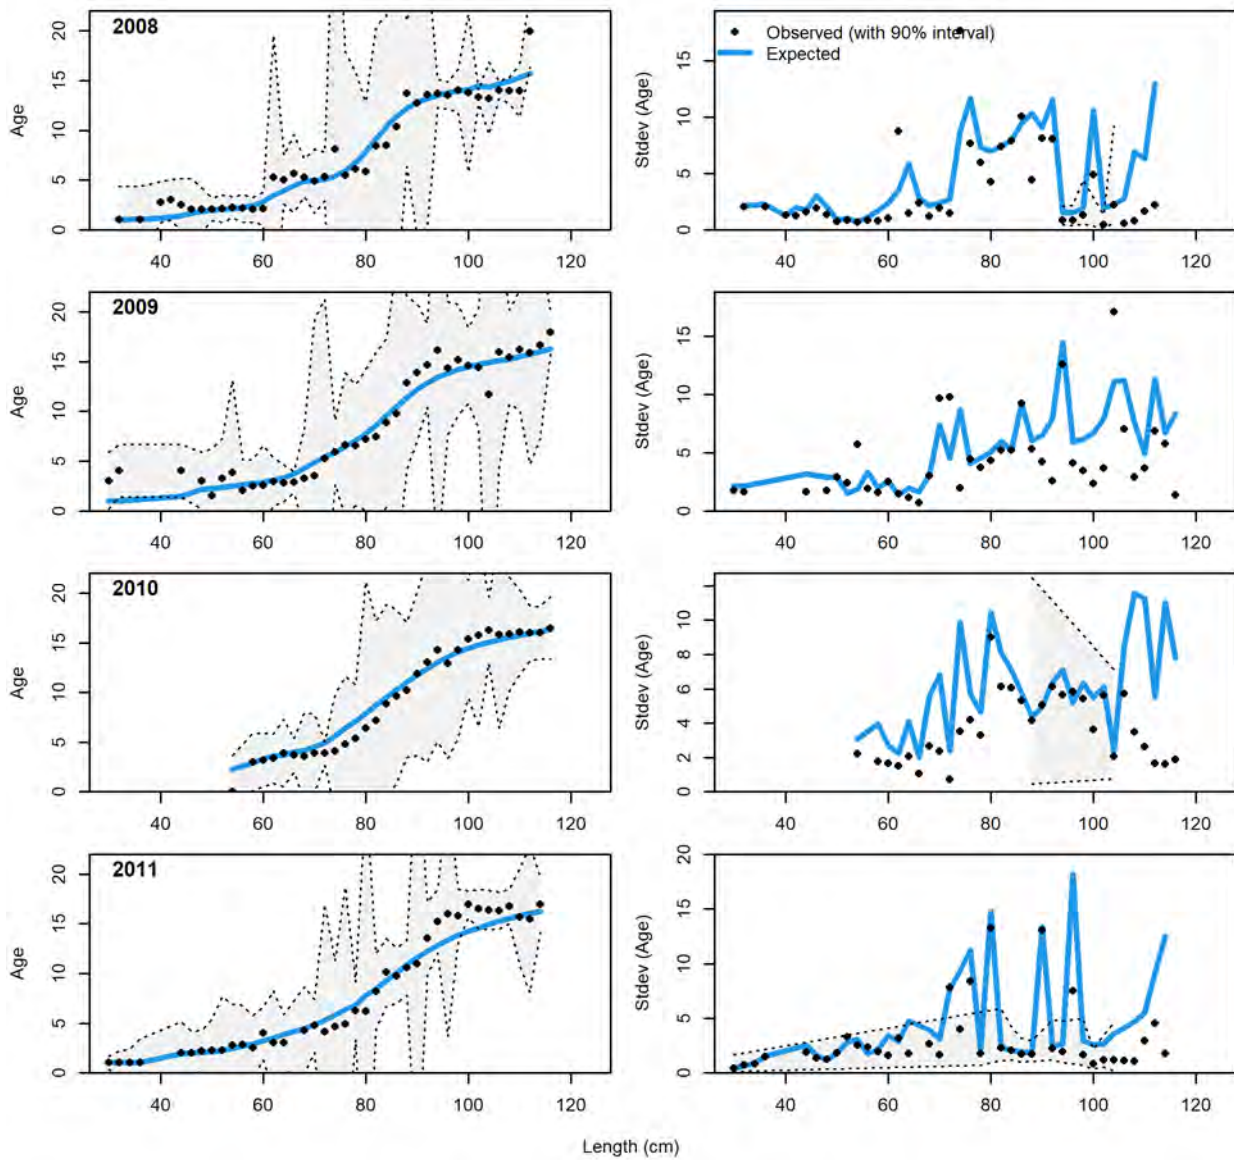 2008
Age
0 5 10 15 20
40 60 80 100 120
Observed (with 90% interval)
Expected
Stdev (Age)
0 5 10 15
40 60 80 100 120
2009
Age
0 5 10 15 20
40 60 80 100 120
Stdev (Age)
0 5 10 15
40 60 80 100 120
2010
Age
0 5 10 15 20
40 60 80 100 120
Stdev (Age)
0 2 4 6 8 10
40 60 80 100 120
2011
Age
0 5 10 15 20
40 60 80 100 120
Stdev (Age)
0 5 10 15 20
40 60 80 100 120
Length (cm)